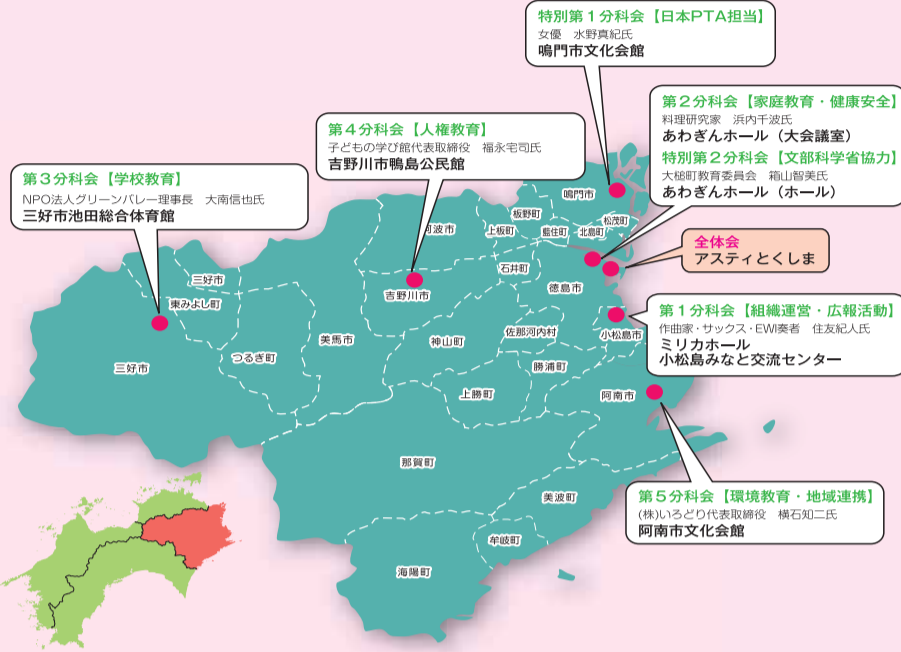 特別第1分科会【日本PTA担当】
女優　水野真紀氏
鳴門市文化会館
第2分科会【家庭教育・健康安全】
料理研究家　浜内千波氏
あわぎんホール（大会議室）
特別第2分科会【文部科学省協力】
大槌町教育委員会　箱山智美氏
あわぎんホール（ホール）
第4分科会【人権教育】
子どもの学び館代表取締役　福永宅司氏
吉野川市鴨島公民館
第3分科会【学校教育】
NPO法人グリーンバレー理事長　大南信也氏
三好市池田総合体育館
全体会
アスティとくしま
第1分科会【組織運営・広報活動】
作曲家・サックス・EWI奏者　住友紀人氏
ミリカホール
小松島みなと交流センター
第5分科会【環境教育・地域連携】
(株)いろどり代表取締役　横石知二氏
阿南市文化会館
鳴門市
松茂町
北島町
藍住町
板野町
上板町
阿波市
石井町
徳島市
吉野川市
三好市
東みよし町
三好市
つるぎ町
美馬市
神山町
佐那河内村
小松島市
勝浦町
上勝町
阿南市
那賀町
美波町
牟岐町
海陽町